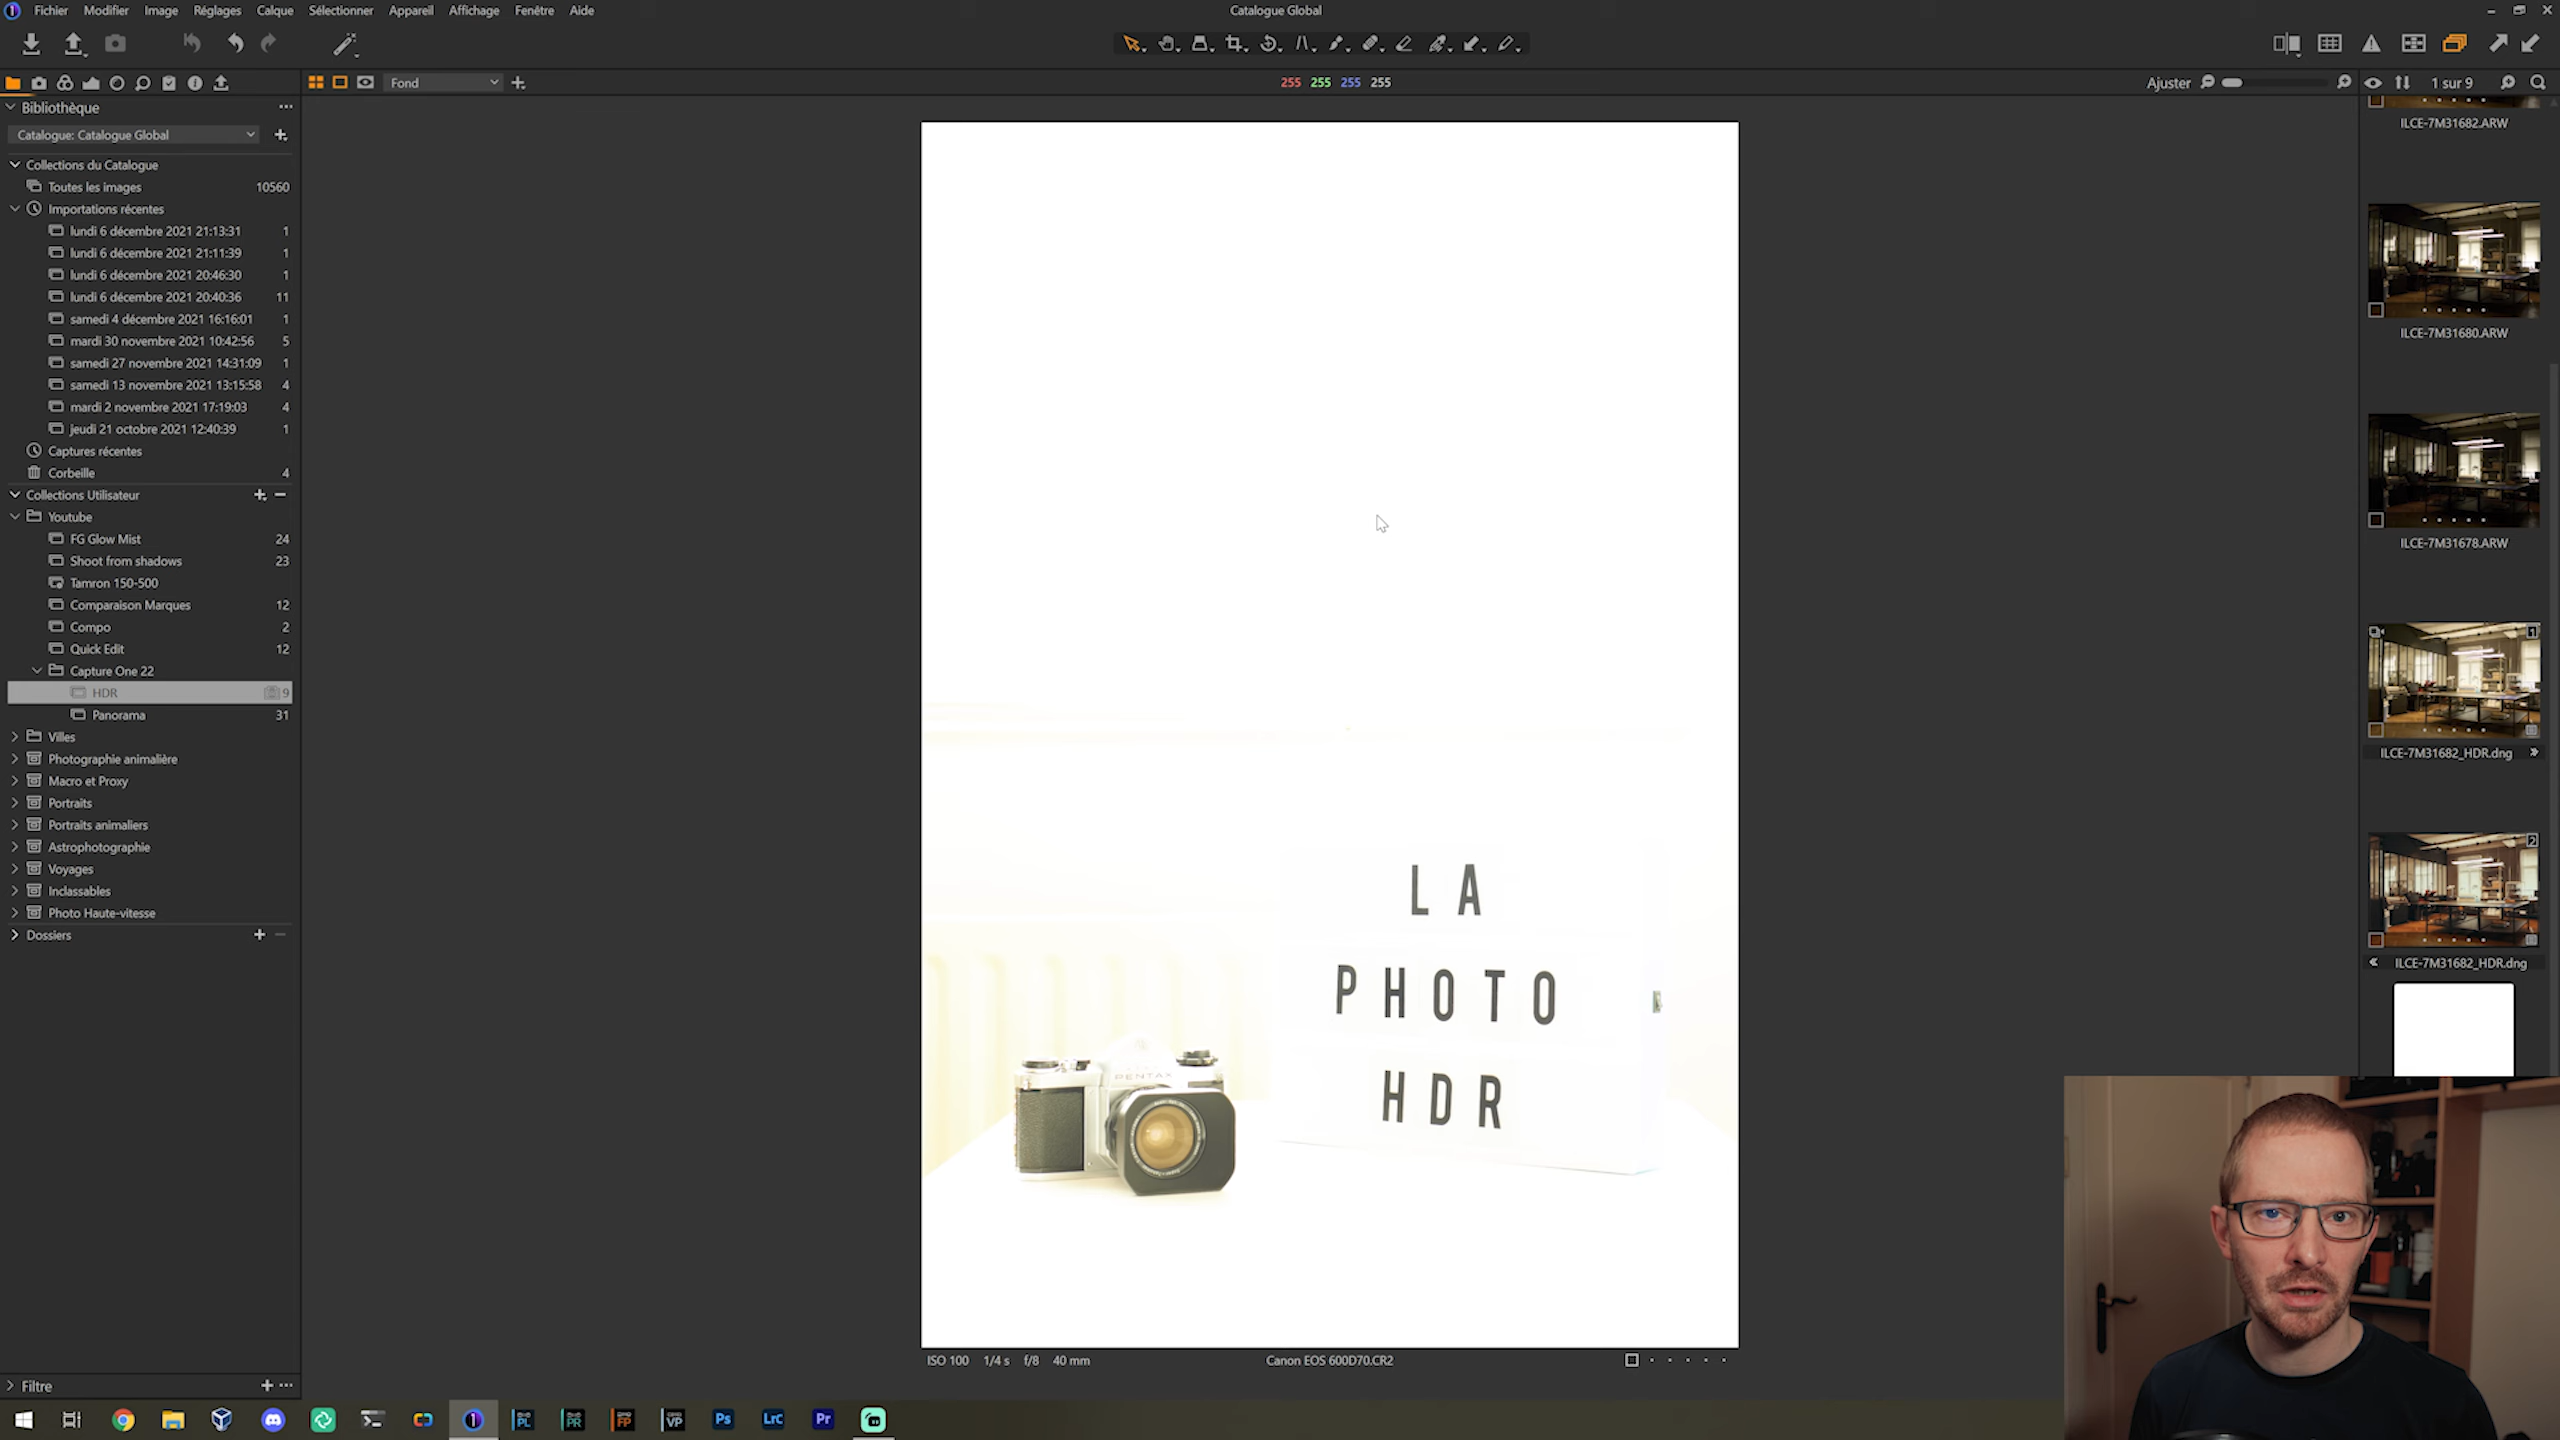 Fichier Modifier Image Réglages Calque Sélectionner Appareil Affichage Fenêtre Aide
Catalogue Global
Fond
255 255 255 255
Ajuster
1 sur 9
Bibliothèque
Catalogue: Catalogue Global
Collections du Catalogue
Toutes les images 10560
Importations récentes
lundi 6 décembre 2021 21:13:31 1
lundi 6 décembre 2021 21:11:39 1
lundi 6 décembre 2021 20:46:30 1
lundi 6 décembre 2021 20:40:36 11
samedi 4 décembre 2021 16:16:01 1
mardi 30 novembre 2021 10:42:56 5
samedi 27 novembre 2021 14:31:09 1
samedi 13 novembre 2021 13:15:58 4
mardi 2 novembre 2021 17:19:03 4
jeudi 21 octobre 2021 12:40:39 1
Captures récentes
Corbeille 4
Collections Utilisateur
Youtube
FG Glow Mist 24
Shoot from shadows 23
Tamron 150-500
Comparaison Marques 12
Compo 2
Quick Edit 12
Capture One 22
HDR 9
Panorama 31
Villes
Photographie animalière
Macro et Proxy
Portraits
Portraits animaliers
Astrophotographie
Voyages
Inclassables
Photo Haute-vitesse
Dossiers
Filtre
LA
PHOTO
HDR
PENTAX
ISO 100 1/4 s f/8 40 mm
Canon EOS 600D70.CR2
ILCE-7M31682.ARW
ILCE-7M31680.ARW
ILCE-7M31678.ARW
1
ILCE-7M31682_HDR.dng
2
ILCE-7M31682_HDR.dng
1 PL PR FP VP Ps LrC Pr